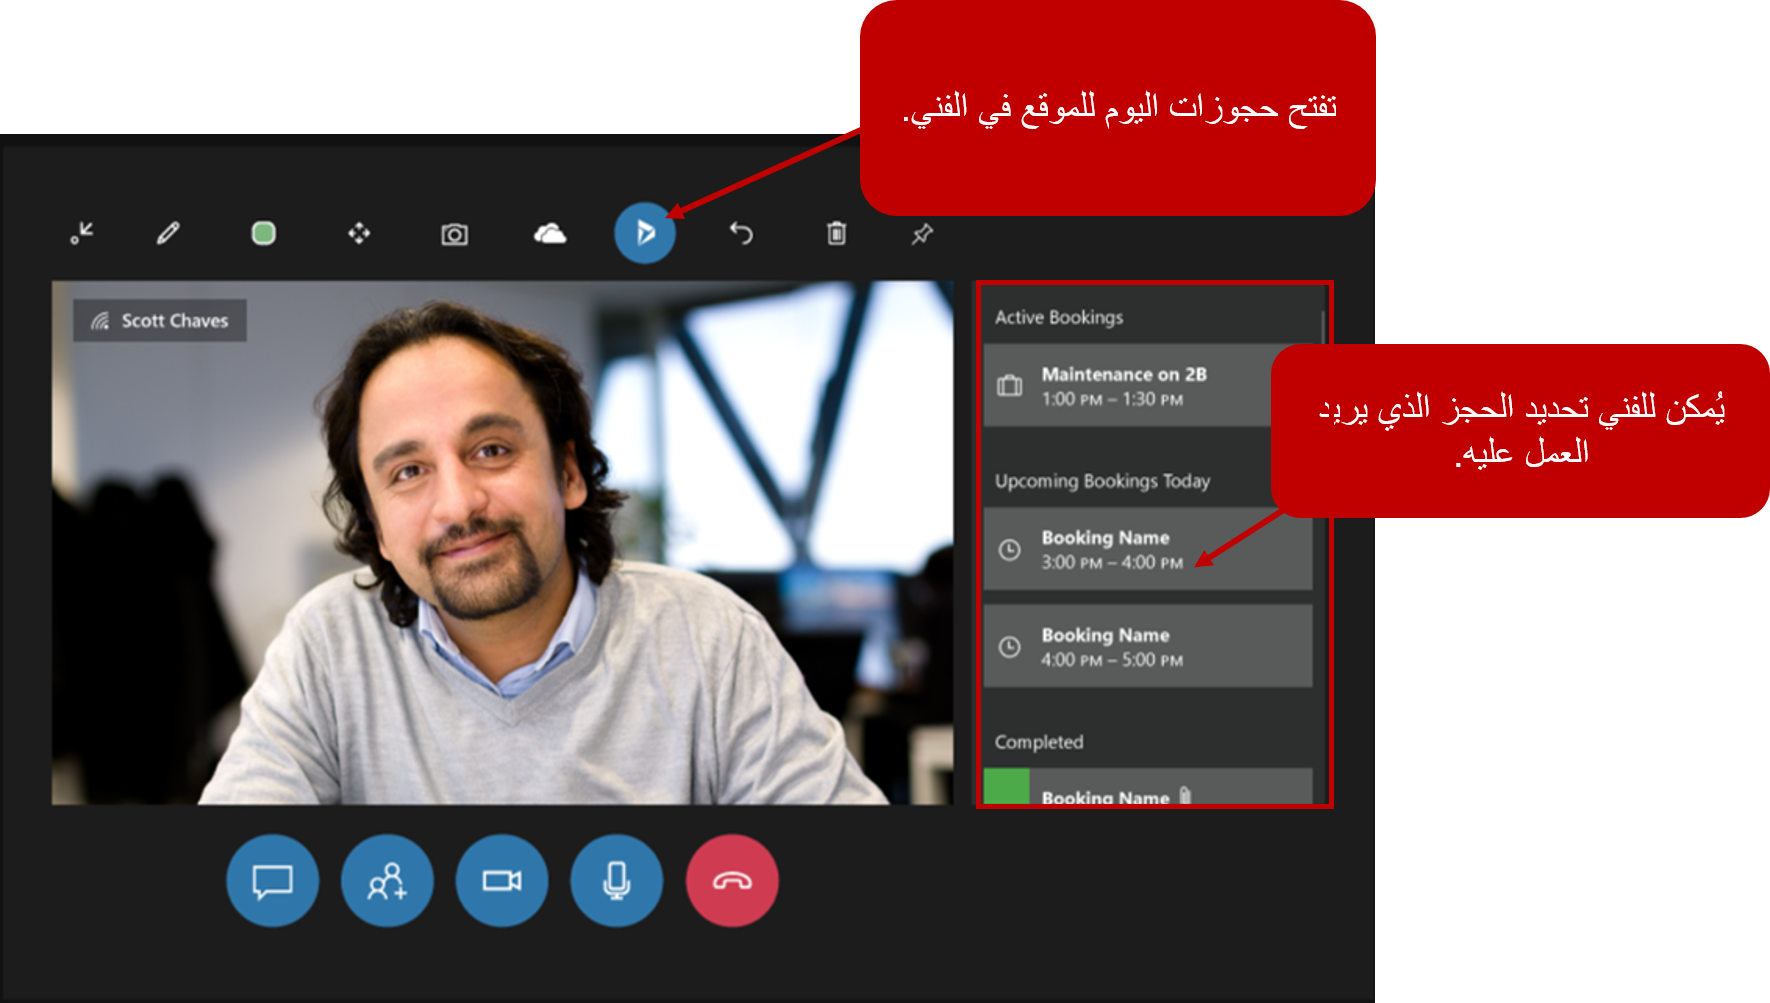 تفتح حجوزات اليوم للموقع في الفني.
Scott Chaves
Active Bookings
Maintenance on 2B
1:00 PM – 1:30 PM
يُمكن للفني تحديد الحجز الذي يريد
العمل عليه.
Upcoming Bookings Today
Booking Name
3:00 PM – 4:00 PM
Booking Name
4:00 PM – 5:00 PM
Completed
Booking Name